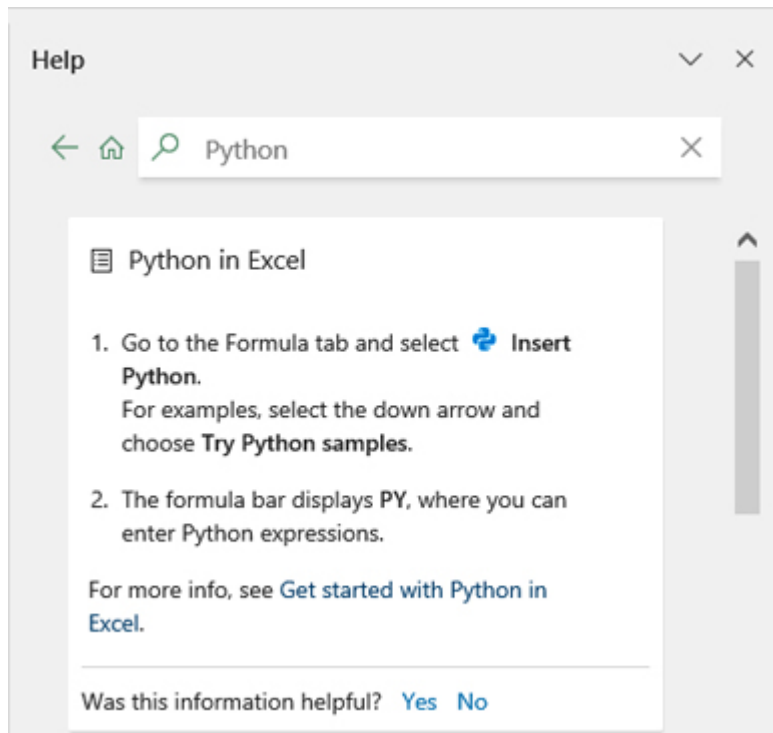 Help
Python
Python in Excel
1. Go to the Formula tab and select Insert
Python.
For examples, select the down arrow and
choose Try Python samples.
2. The formula bar displays PY, where you can
enter Python expressions.
For more info, see Get started with Python in
Excel.
Was this information helpful? Yes No